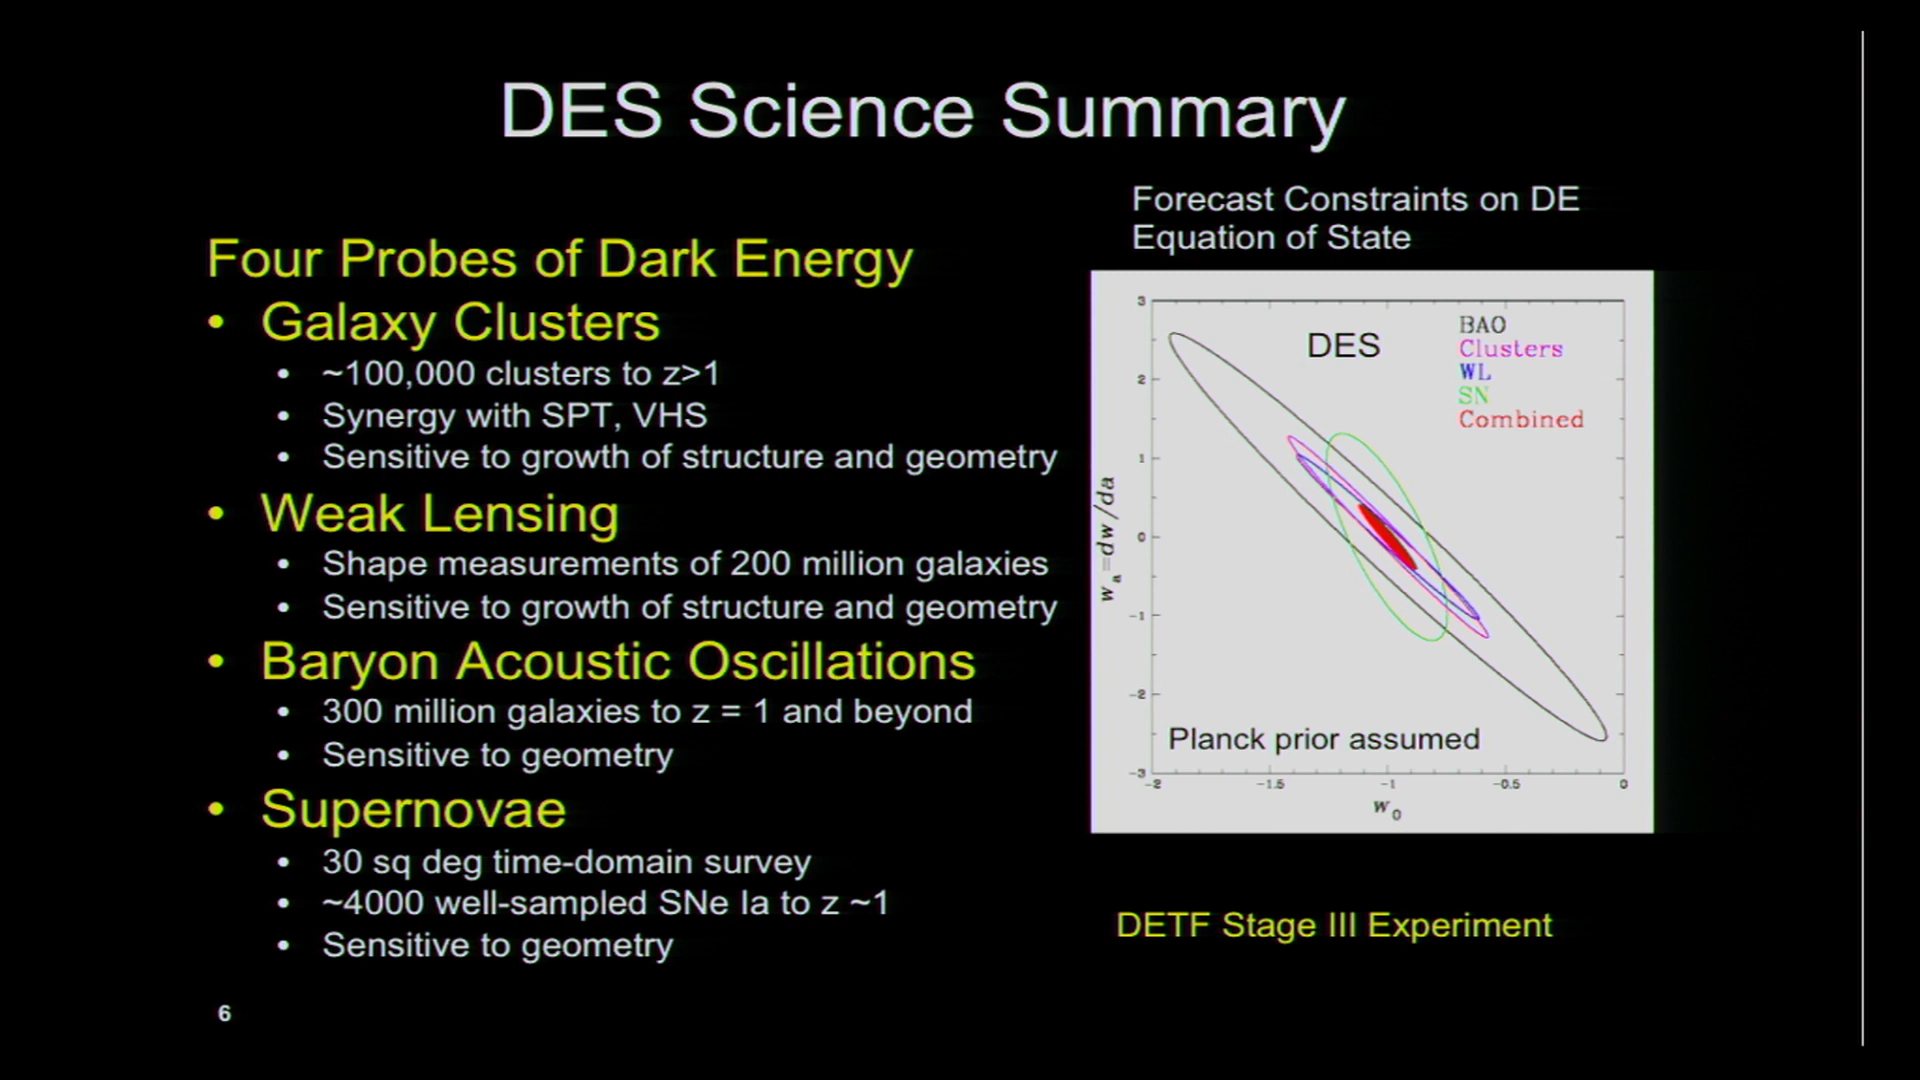 DES Science Summary
Four Probes of Dark Energy
• Galaxy Clusters
• ~100,000 clusters to z>1
• Synergy with SPT, VHS
• Sensitive to growth of structure and geometry
• Weak Lensing
• Shape measurements of 200 million galaxies
• Sensitive to growth of structure and geometry
• Baryon Acoustic Oscillations
• 300 million galaxies to z = 1 and beyond
• Sensitive to geometry
• Supernovae
• 30 sq deg time-domain survey
• ~4000 well-sampled SNe Ia to z ~1
• Sensitive to geometry
6
Forecast Constraints on DE
Equation of State
DES
BAO
Clusters
WL
SN
Combined
3
2
1
0
-1
-2
-3
wa=dw/da
Planck prior assumed
-2 -1.5 -1 -0.5 0
w0
DETF Stage III Experiment